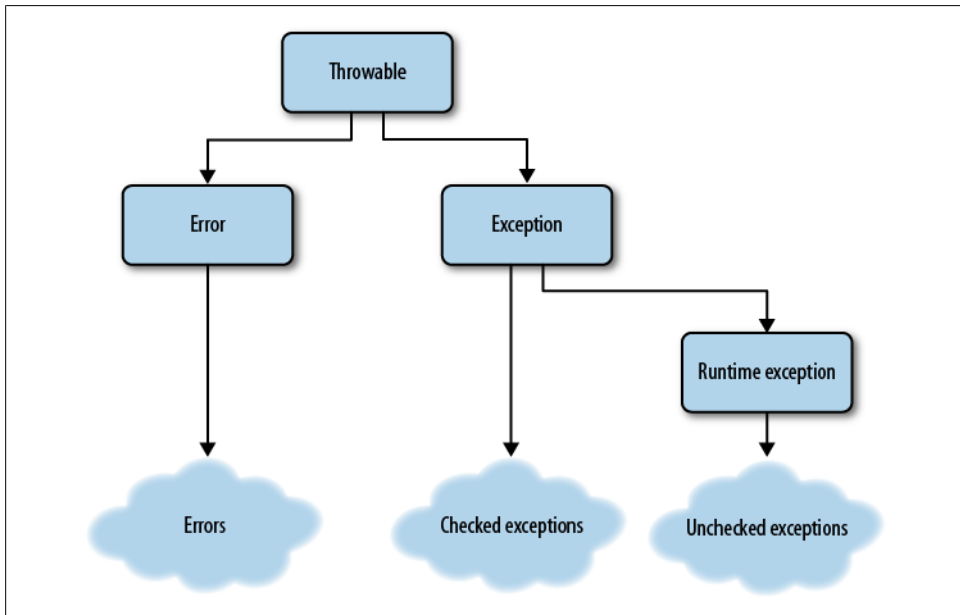 Throwable
Error
Exception
Runtime exception
Errors
Checked exceptions
Unchecked exceptions